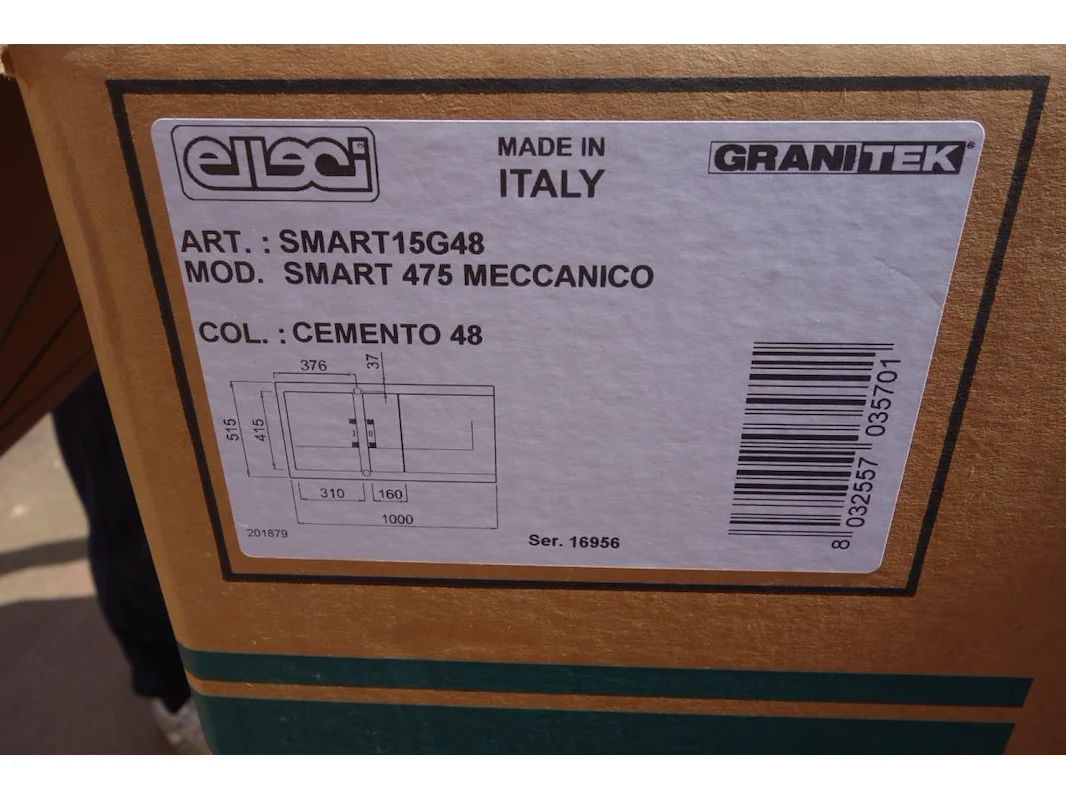 elleci
MADE IN
ITALY
GRANITEK®
ART. : SMART15G48
MOD. SMART 475 MECCANICO
COL. : CEMENTO 48
376
37
515
415
310
160
1000
201879
Ser. 16956
8 032557 035701